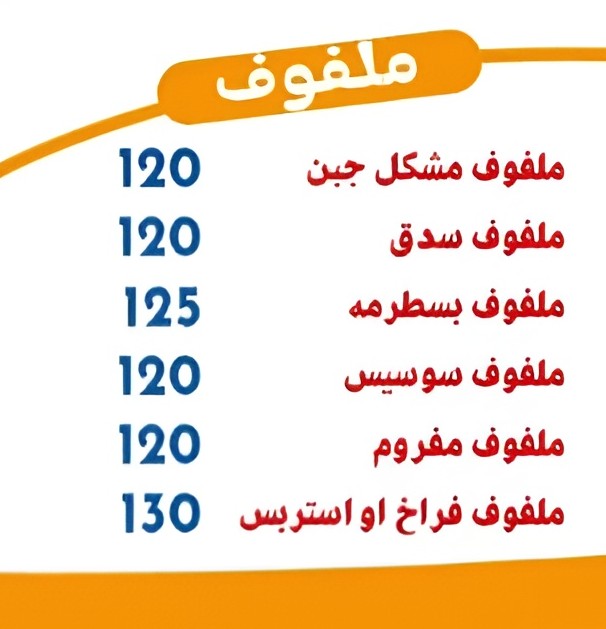 ملفوف
ملفوف مشكل جبن 120
ملفوف سدق 120
ملفوف بسطرمه 125
ملفوف سوسيس 120
ملفوف مفروم 120
ملفوف فراخ او استربس 130